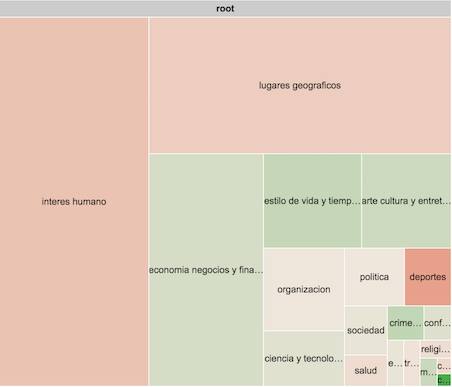 root
lugares geograficos
interes humano
estilo de vida y tiemp…
arte cultura y entret…
economia negocios y fina…
organizacion
politica
deportes
sociedad
crime…
conf…
ciencia y tecnolo…
salud
e…
tr…
religi…
m…
c…
c…